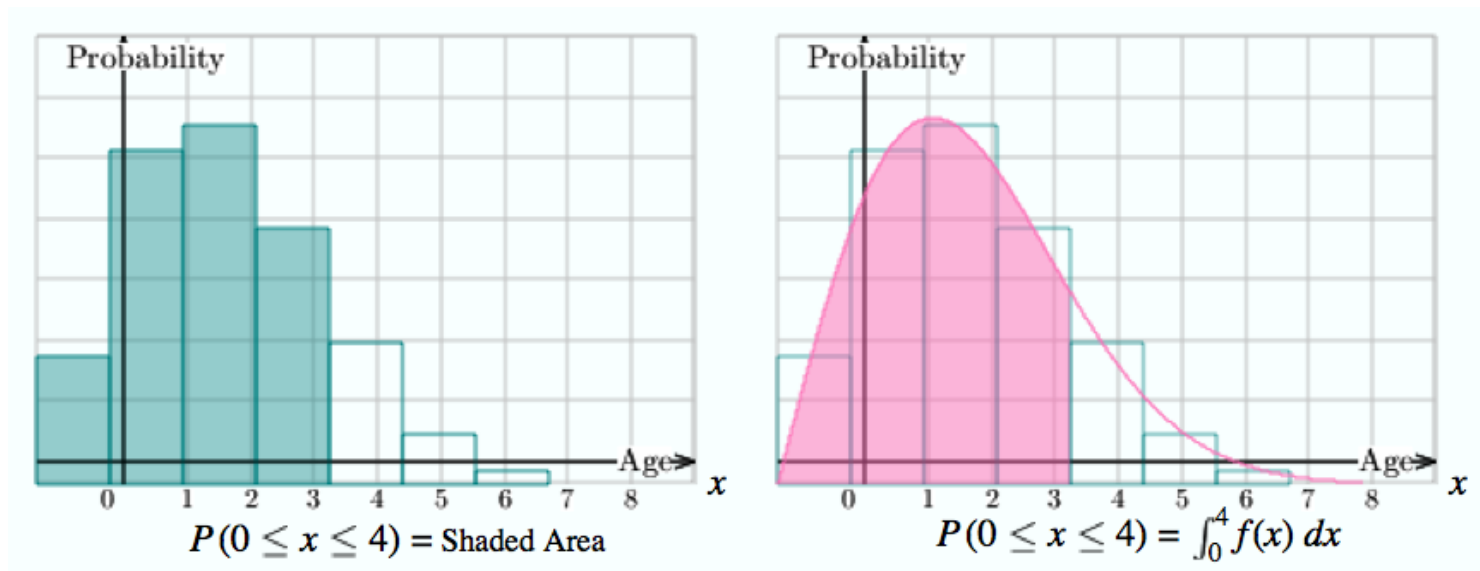 Probability
Age
x
0 1 2 3 4 5 6 7 8
P(0 ≤ x ≤ 4) = Shaded Area
Probability
Age
x
0 1 2 3 4 5 6 7 8
P(0 ≤ x ≤ 4) = ∫₀⁴ f(x) dx